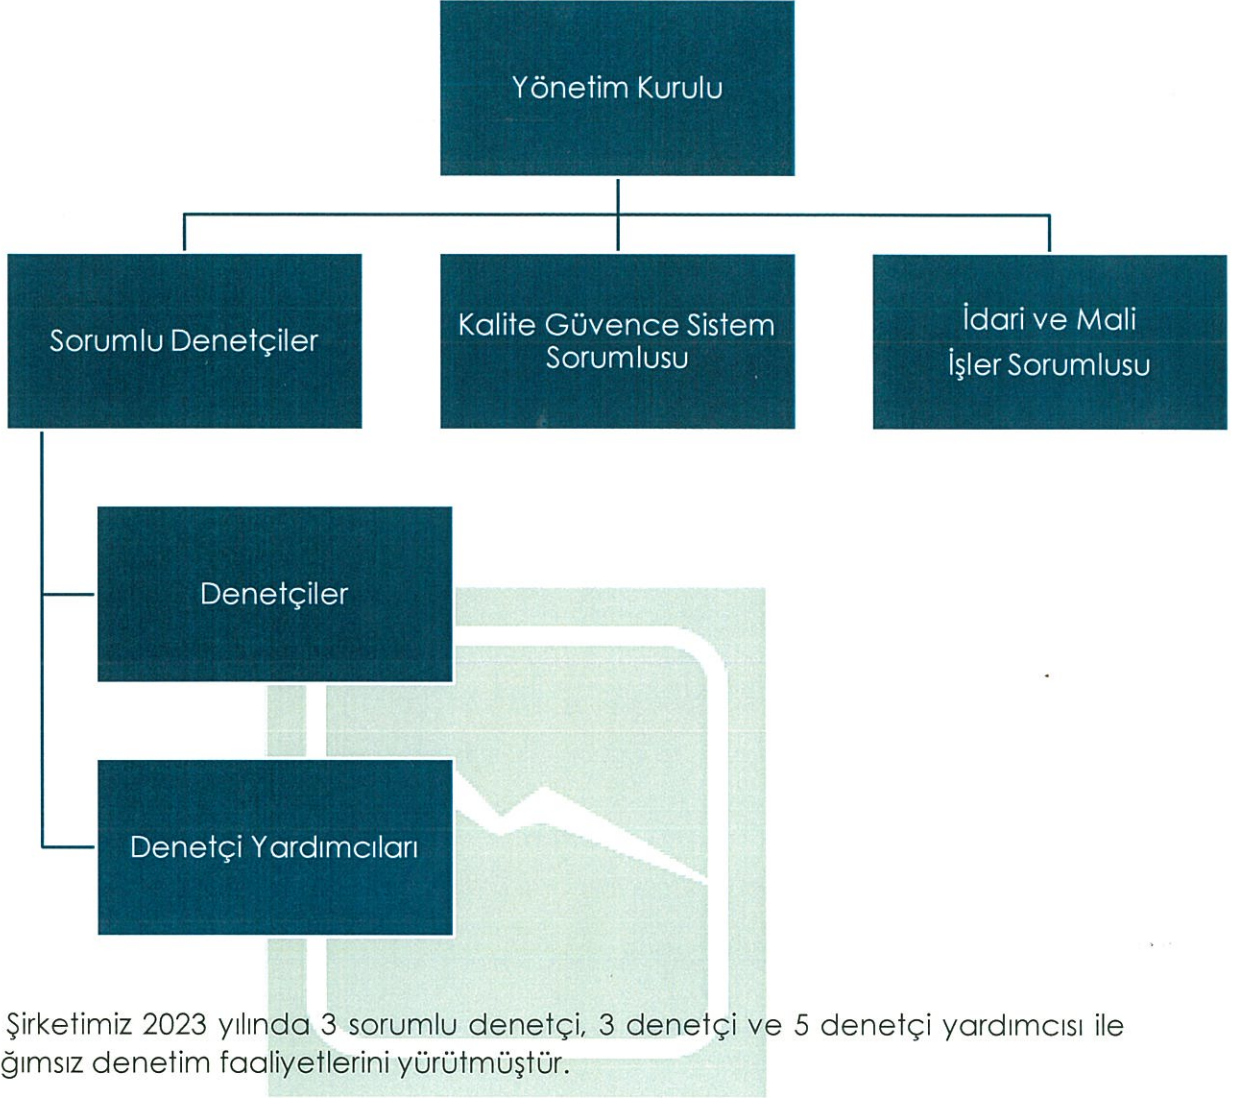 Yönetim Kurulu
Sorumlu Denetçiler
Kalite Güvence Sistem
Sorumlusu
İdari ve Mali
İşler Sorumlusu
Denetçiler
Denetçi Yardımcıları
Şirketimiz 2023 yılında 3 sorumlu denetçi, 3 denetçi ve 5 denetçi yardımcısı ile
ğımsız denetim faaliyetlerini yürütmüştür.